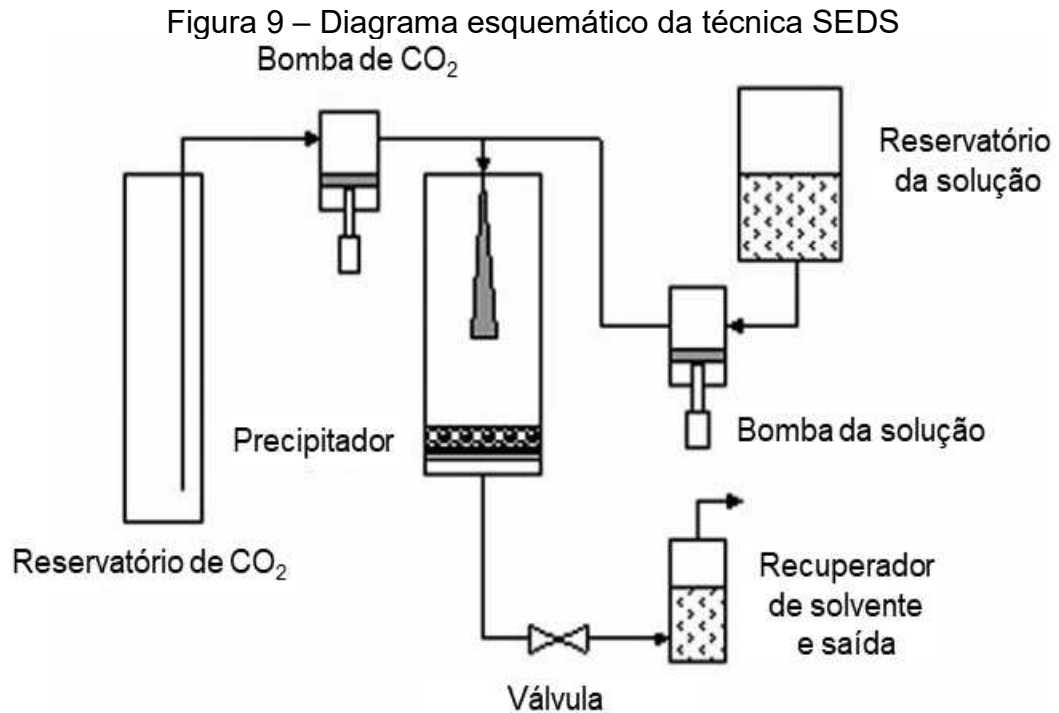 Figura 9 – Diagrama esquemático da técnica SEDS
Bomba de CO₂
Reservatório
da solução
Precipitador
Bomba da solução
Reservatório de CO₂
Recuperador
de solvente
e saída
Válvula